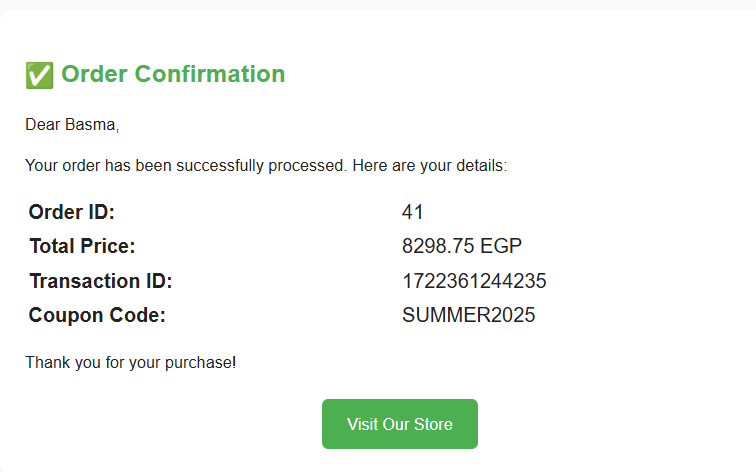 ✅ Order Confirmation
Dear Basma,
Your order has been successfully processed. Here are your details:
Order ID: 41
Total Price: 8298.75 EGP
Transaction ID: 1722361244235
Coupon Code: SUMMER2025
Thank you for your purchase!
Visit Our Store